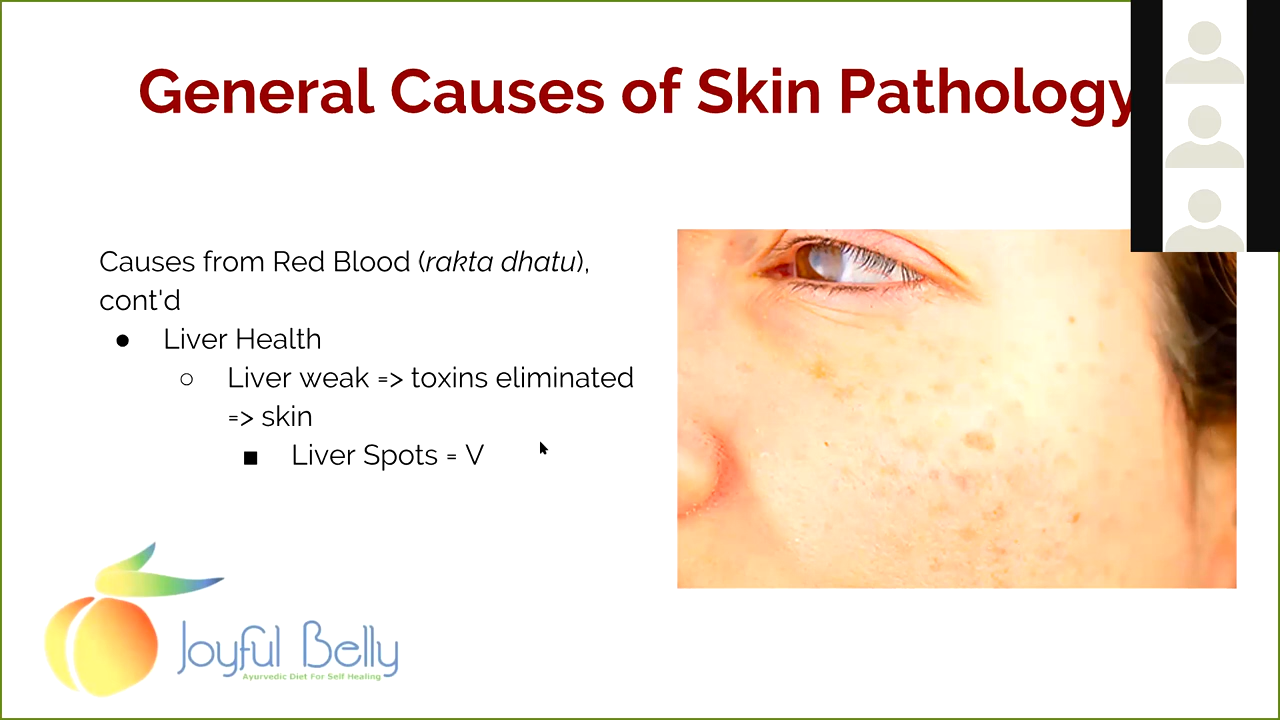 General Causes of Skin Pathology
Causes from Red Blood (rakta dhatu),
cont'd
● Liver Health
○ Liver weak => toxins eliminated
=> skin
■ Liver Spots = V
Joyful Belly
Ayurvedic Diet For Self Healing